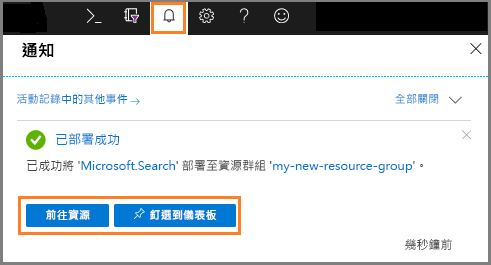 通知
活動記錄中的其他事件→ 全部關閉
已部署成功
已成功將 'Microsoft.Search' 部署至資源群組 'my-new-resource-group'。
前往資源 釘選到儀表板
幾秒鐘前